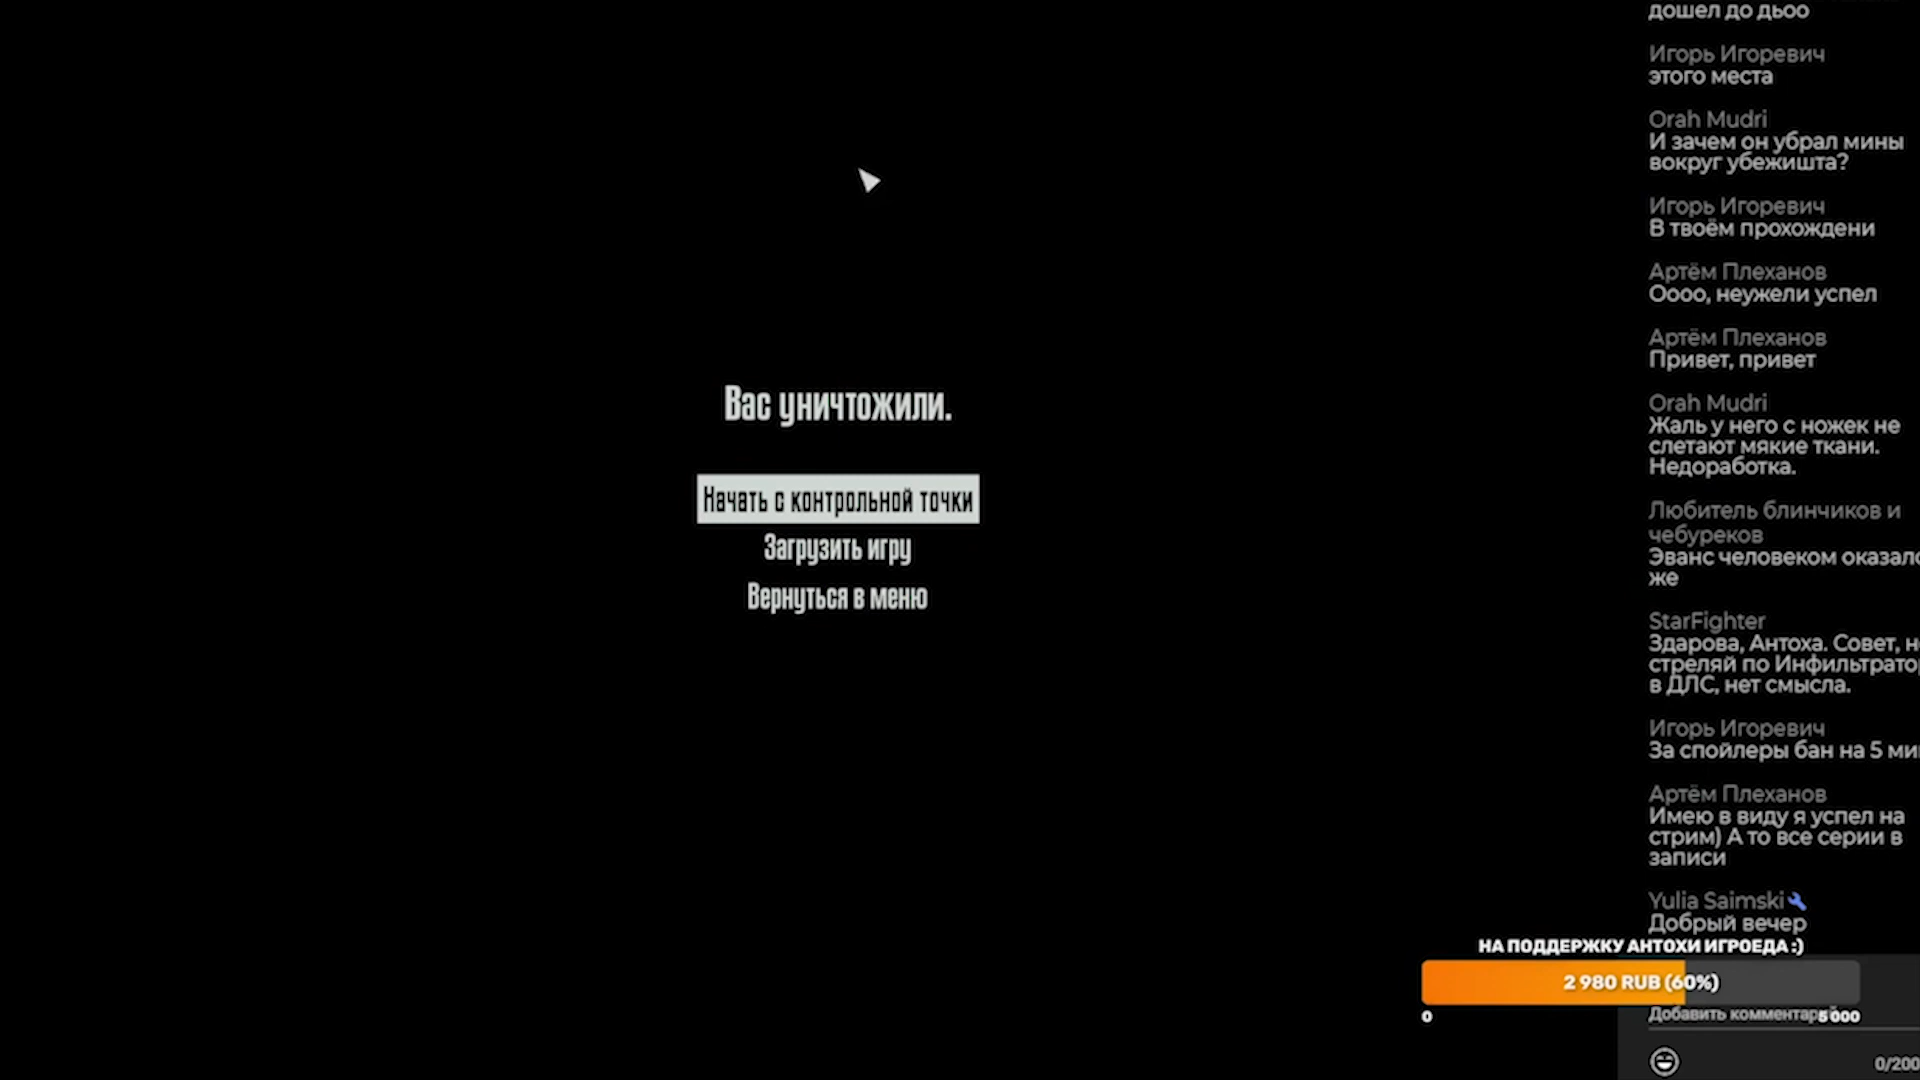 Вас уничтожили.
Начать с контрольной точки
Загрузить игру
Вернуться в меню
дошел до дьоо
Игорь Игоревич
этого места
Orah Mudri
И зачем он убрал мины
вокруг убежишта?
Игорь Игоревич
В твоём прохождени
Артём Плеханов
Оооо, неужели успел
Артём Плеханов
Привет, привет
Orah Mudri
Жаль у него с ножек не
слетают мякие ткани.
Недоработка.
Любитель блинчиков и
чебуреков
Эванс человеком
же
StarFighter
Здарова, Антоха. Совет,
стреляй по
в ДЛС, нет смысла.
Игорь Игоревич
За спойлеры бан на 5
Артём Плеханов
Имею в виду я успел на
стрим) А то все серии в
записи
Yulia Saimski
Добрый вечер
НА ПОДДЕРЖКУ АНТОХИ ИГРОЕДА :)
2 980 RUB (60%)
0
5 000
Добавить
0/200